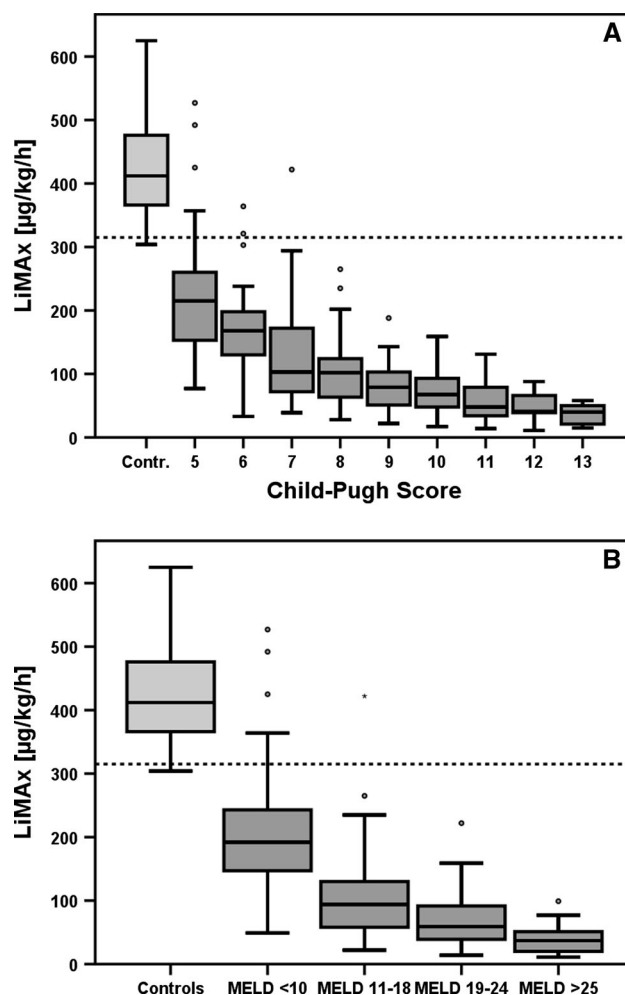 A
LiMAx [µg/kg/h]
600
500
400
300
200
100
0
Contr. 5 6 7 8 9 10 11 12 13
Child-Pugh Score
B
LiMAx [µg/kg/h]
600
500
400
300
200
100
0
Controls MELD <10 MELD 11-18 MELD 19-24 MELD >25